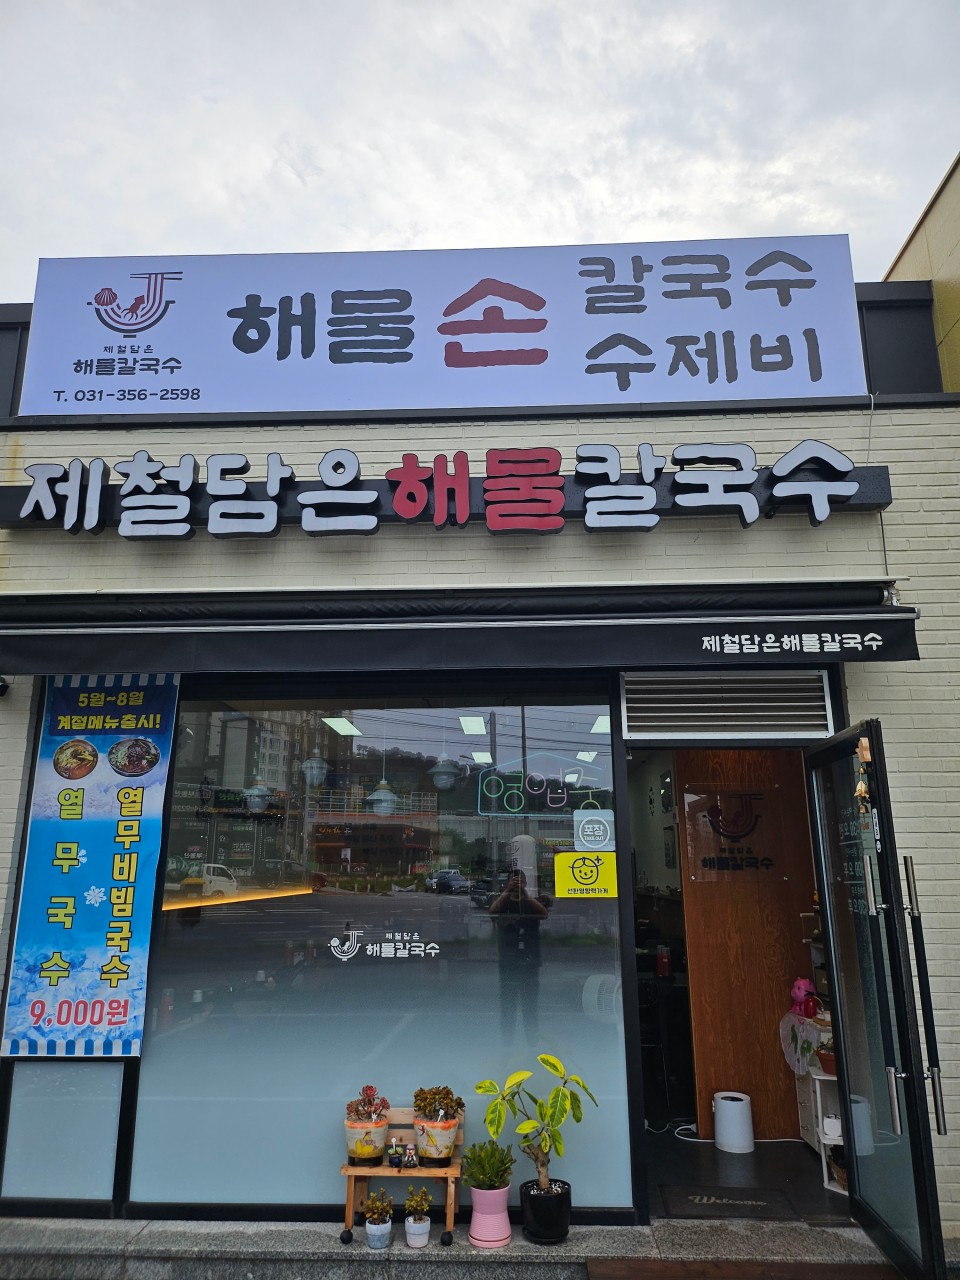 해물손
칼국수
수제비
제철담은
해물칼국수
T. 031-356-2598
제철담은해물칼국수
제철담은해물칼국수
5월~8월
계절메뉴출시!
열무국수
열무비빔국수
9,000원
영업중
포장
TAKE OUT
선한영향력가게
제철담은
해물칼국수
제철담은
해물칼국수
Welcome